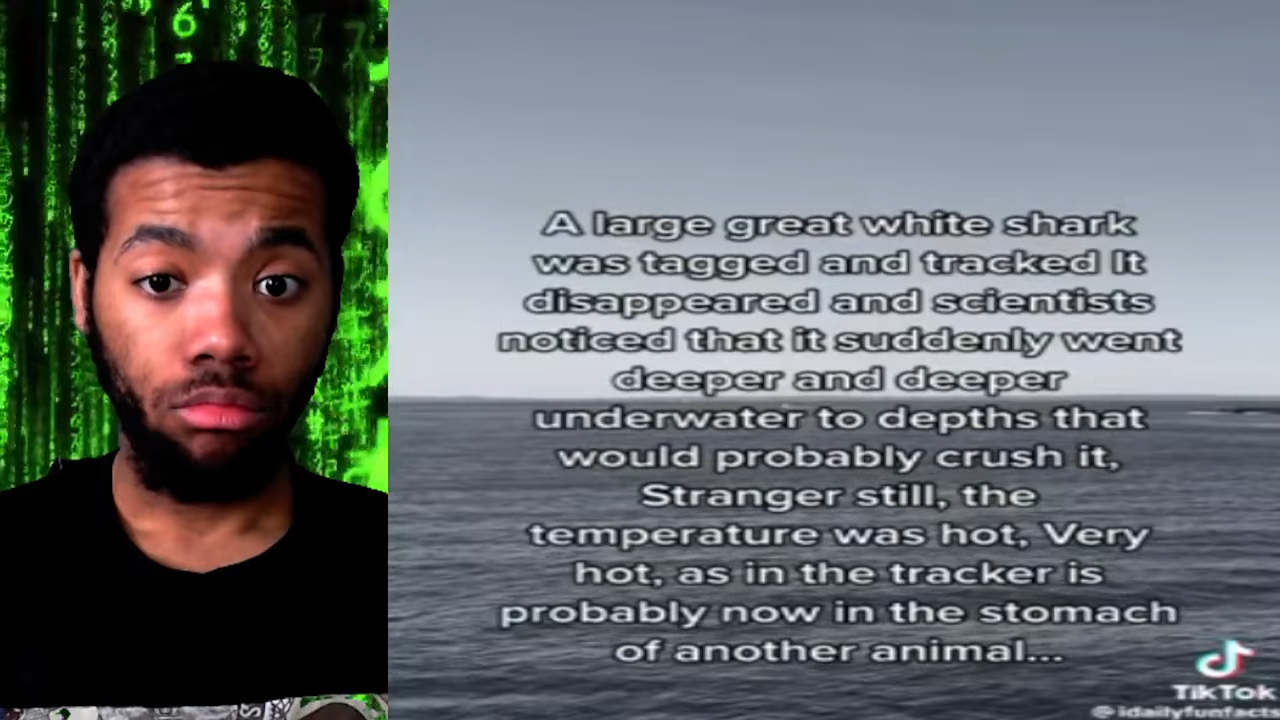 A large great white shark
was tagged and tracked It
disappeared and scientists
noticed that it suddenly went
deeper and deeper
underwater to depths that
would probably crush it,
Stranger still, the
temperature was hot, Very
hot, as in the tracker is
probably now in the stomach
of another animal...
TikTok
@idailyfunfacts